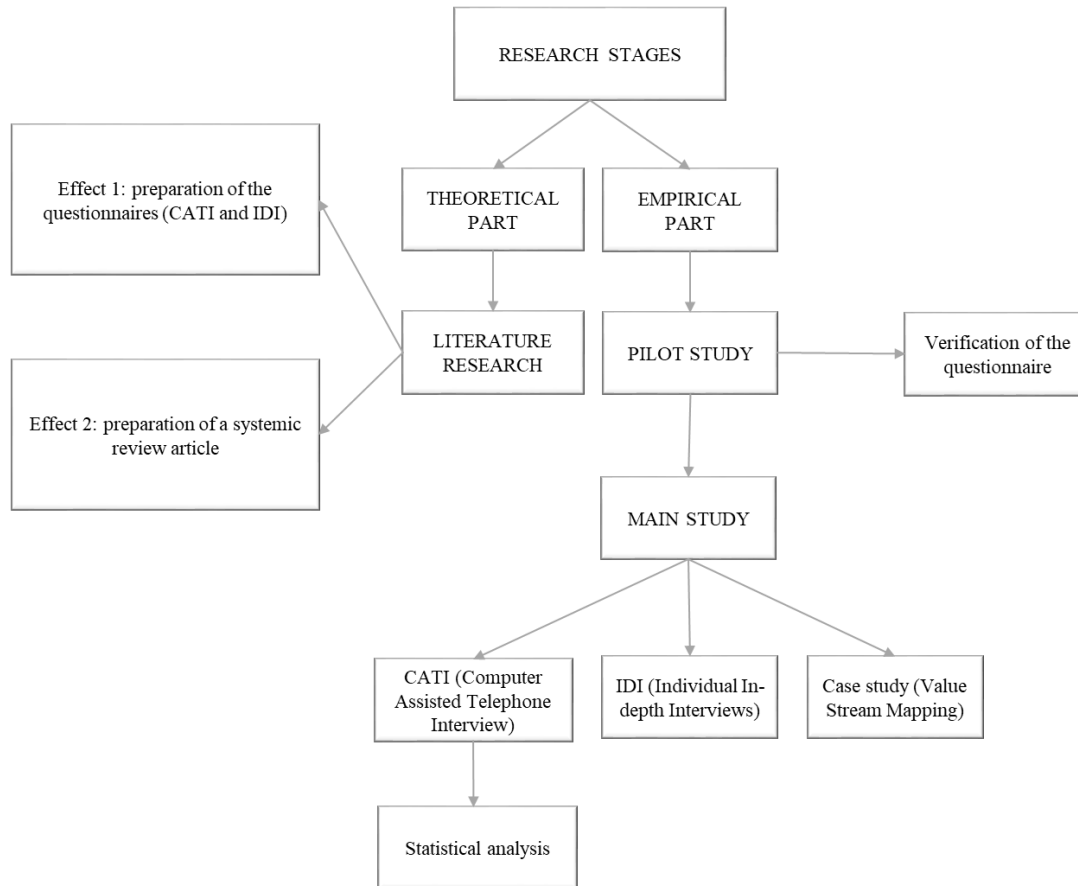 RESEARCH STAGES
Effect 1: preparation of the
questionnaires (CATI and IDI)
THEORETICAL
PART
EMPIRICAL
PART
LITERATURE
RESEARCH
PILOT STUDY
Verification of the
questionnaire
Effect 2: preparation of a systemic
review article
MAIN STUDY
CATI (Computer
Assisted Telephone
Interview)
IDI (Individual In-
depth Interviews)
Case study (Value
Stream Mapping)
Statistical analysis